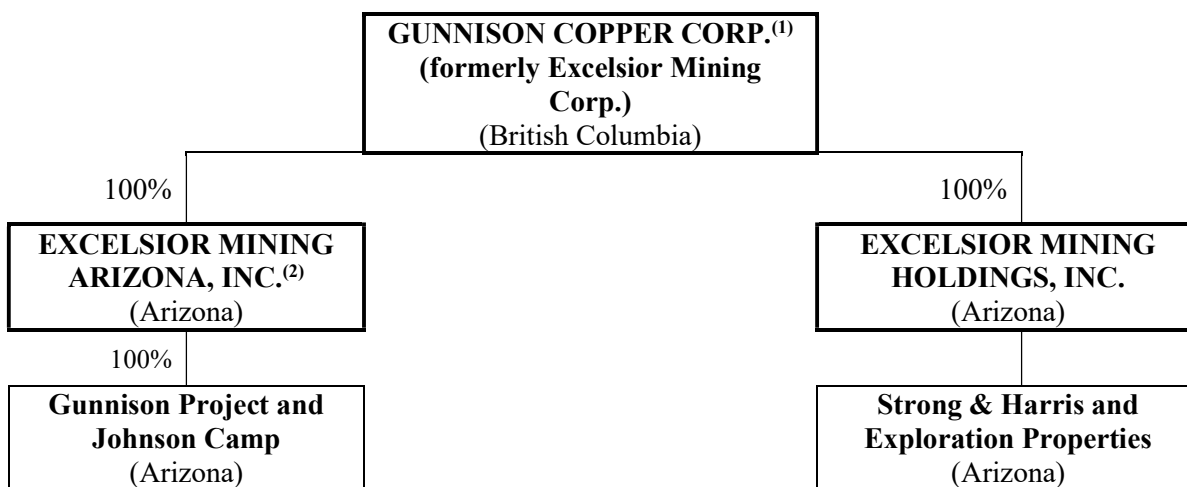 GUNNISON COPPER CORP.(1)
(formerly Excelsior Mining
Corp.)
(British Columbia)
100%
100%
EXCELSIOR MINING
ARIZONA, INC.(2)
(Arizona)
EXCELSIOR MINING
HOLDINGS, INC.
(Arizona)
100%
Gunnison Project and
Johnson Camp
(Arizona)
Strong & Harris and
Exploration Properties
(Arizona)